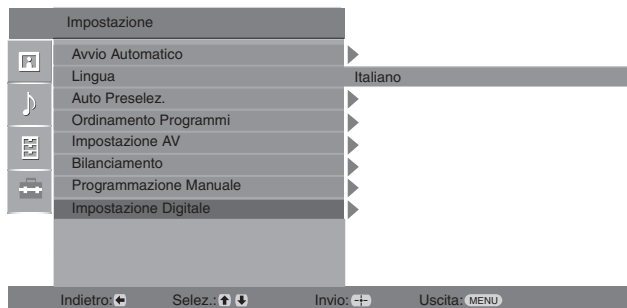 Impostazione
Avvio Automatico
Lingua Italiano
Auto Preselez.
Ordinamento Programmi
Impostazione AV
Bilanciamento
Programmazione Manuale
Impostazione Digitale
Indietro: Selez.: Invio: Uscita: MENU